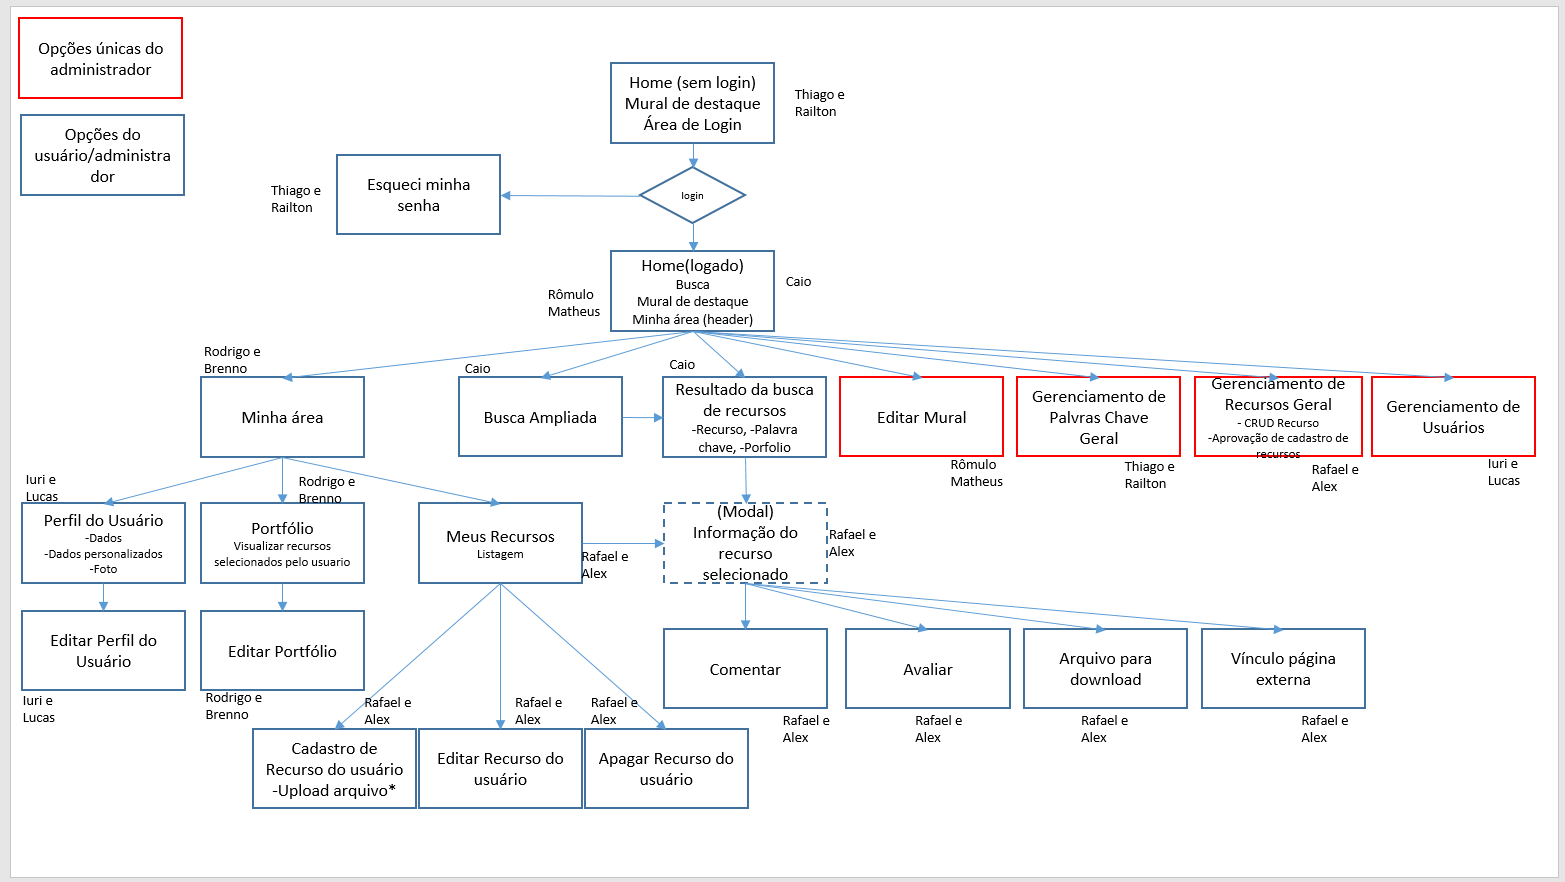 Opções únicas do
administrador
Opções do
usuário/administra
dor
Home (sem login)
Mural de destaque
Área de Login
Thiago e
Railton
Thiago e
Railton
Esqueci minha
senha
login
Home(logado)
Busca
Mural de destaque
Minha área (header)
Rômulo
Matheus
Caio
Rodrigo e
Brenno
Caio
Caio
Minha área
Busca Ampliada
Resultado da busca
de recursos
-Recurso, -Palavra
chave, -Porfolio
Editar Mural
Gerenciamento de
Palvras Chave
Geral
Gerenciamento de
Recursos Geral
- CRUD Recurso
-Aprovação de cadastro de
recursos
Gerenciamento de
Usuários
Rômulo
Matheus
Thiago e
Railton
Rafael e
Alex
Iuri e
Lucas
Iuri e
Lucas
Rodrigo e
Brenno
Perfil do Usuário
-Dados
-Dados personalizados
-Foto
Portfólio
Visualizar recursos
selecionados pelo usuario
Meus Recursos
Listagem
Rafael e
Alex
(Modal)
Informação do
recurso
selecionado
Rafael e
Alex
Editar Perfil do
Usuário
Editar Portfólio
Comentar
Avaliar
Arquivo para
download
Vínculo página
externa
Iuri e
Lucas
Rodrigo e
Brenno
Rafael e
Alex
Rafael e
Alex
Rafael e
Alex
Rafael e
Alex
Rafael e
Alex
Rafael e
Alex
Rafael e
Alex
Cadastro de
Recurso do usuário
-Upload arquivo*
Editar Recurso do
usuário
Apagar Recurso do
usuário